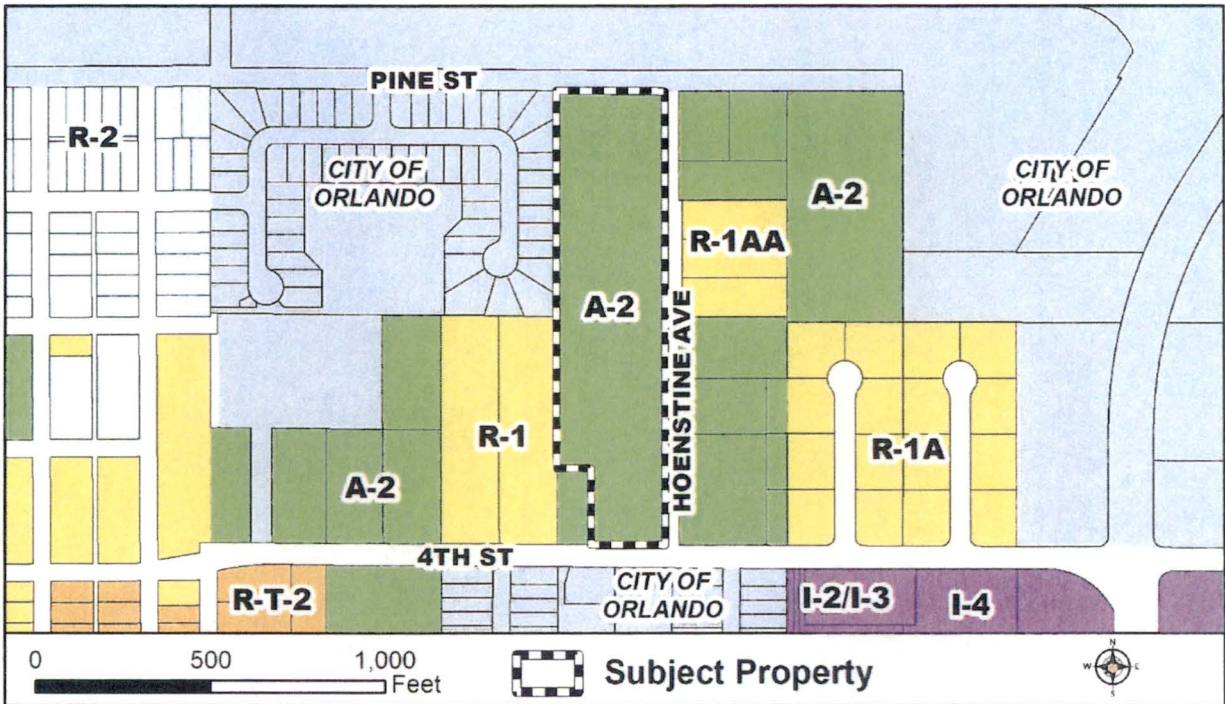 PINE ST
R-2
CITY OF
ORLANDO
A-2
CITY OF
ORLANDO
R-1AA
A-2
HOENSTINE AVE
R-1
R-1A
A-2
4TH ST
R-T-2
CITY OF
ORLANDO
I-2/I-3
I-4
0 500 1,000
Feet
Subject Property
N
W E
S